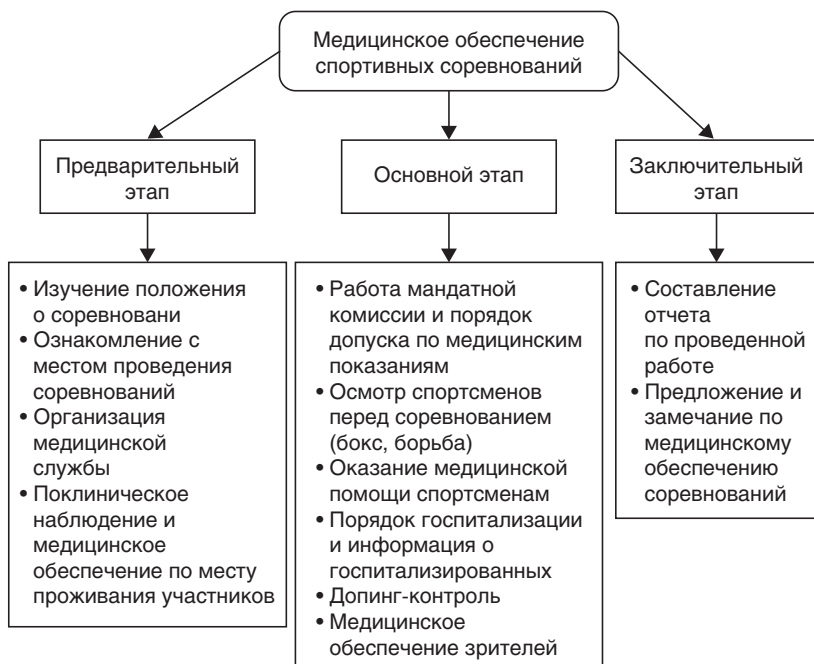 Медицинское обеспечение
спортивных соревнований
Предварительный
этап
• Изучение положения
о соревновани
• Ознакомление с
местом проведения
соревнований
• Организация
медицинской
службы
• Поклиническое
наблюдение и
медицинское
обеспечение по месту
проживания участников
Основной этап
• Работа мандатной
комиссии и порядок
допуска по медицинским
показаниям
• Осмотр спортсменов
перед соревнованием
(бокс, борьба)
• Оказание медицинской
помощи спортсменам
• Порядок госпитализации
и информация о
госпитализированных
• Допинг-контроль
• Медицинское
обеспечение зрителей
Заключительный
этап
• Составление
отчета
по проведенной
работе
• Предложение и
замечание по
медицинскому
обеспечению
соревнований